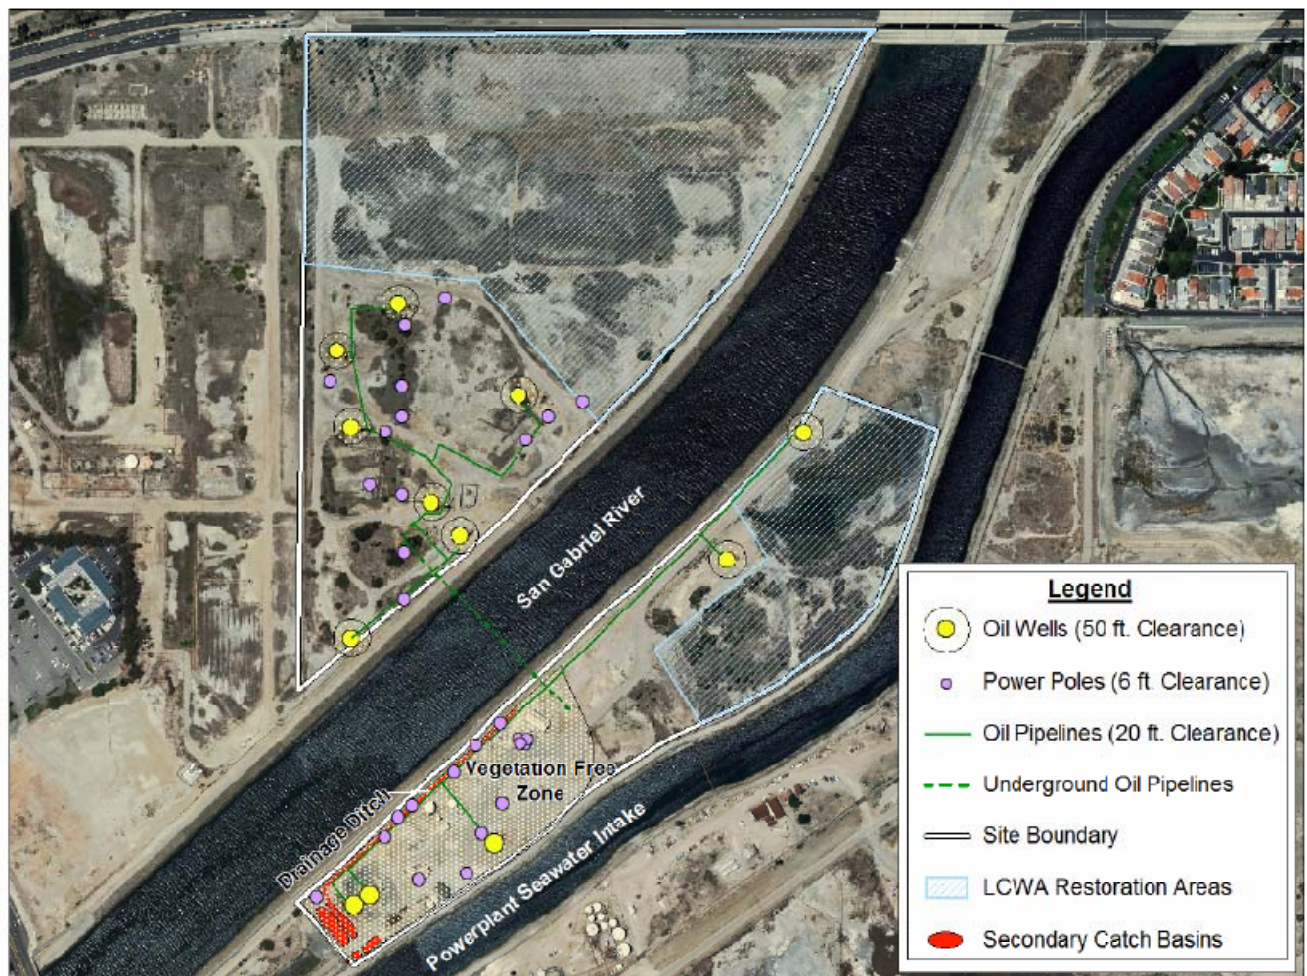 San Gabriel River
Vegetation Free
Zone
Drainage Ditch
Powerplant Seawater Intake
Legend
Oil Wells (50 ft. Clearance)
Power Poles (6 ft. Clearance)
Oil Pipelines (20 ft. Clearance)
Underground Oil Pipelines
Site Boundary
LCWA Restoration Areas
Secondary Catch Basins